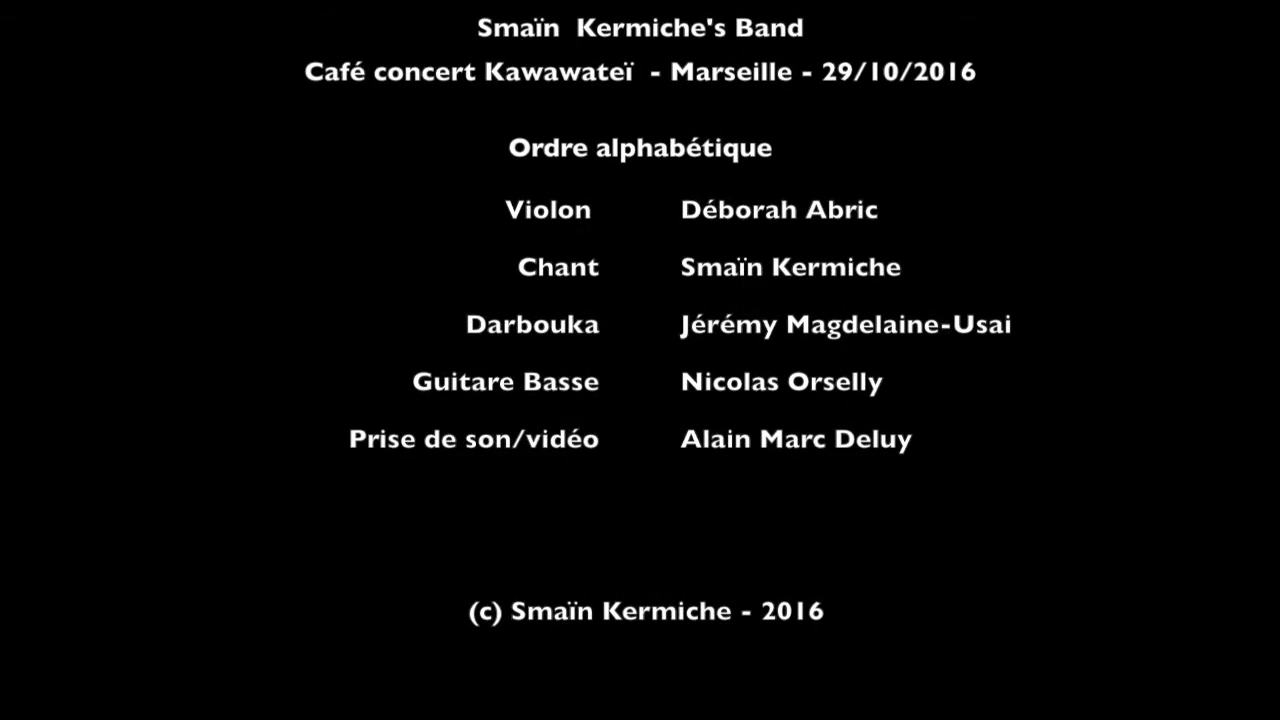 Smaïn Kermiche's Band
Café concert Kawawateï - Marseille - 29/10/2016
Ordre alphabétique
Violon Déborah Abric
Chant Smaïn Kermiche
Darbouka Jérémy Magdelaine-Usai
Guitare Basse Nicolas Orselly
Prise de son/vidéo Alain Marc Deluy
(c) Smaïn Kermiche - 2016